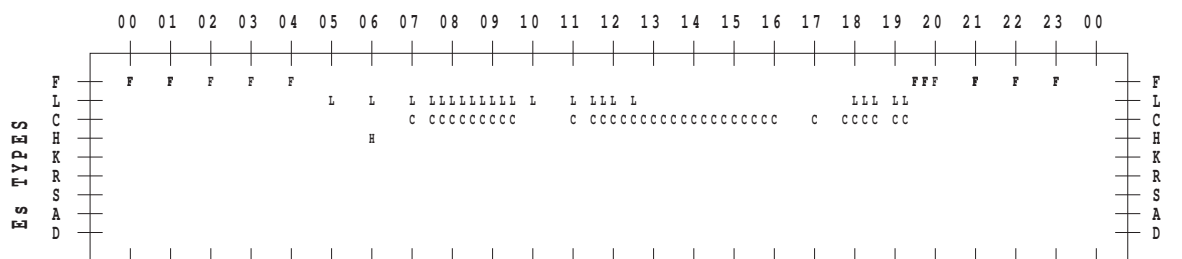 00 01 02 03 04 05 06 07 08 09 10 11 12 13 14 15 16 17 18 19 20 21 22 23 00
F F F F F F FFF F F F F
L L L L LLLLLLLLL L L LLL L LLL LL L
C C CCCCCCCCC C CCCCCCCCCCCCCCCCCCC C CCCC CC C
H H H
K K
R R
S S
A A
D D
Es TYPES